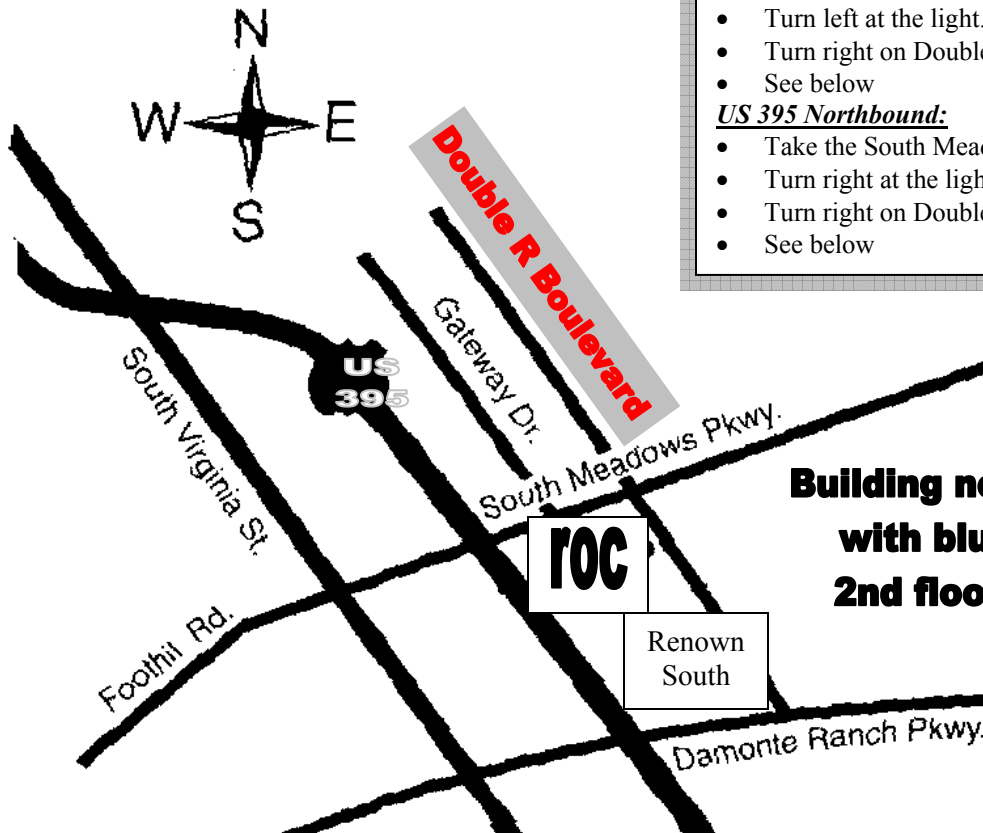 Turn left at the light.
Turn right on Double
See below
US 395 Northbound:
Take the South Mead
Turn right at the ligh
Turn right on Double
See below
N
W E
S
Double R Boulevard
Gateway Dr.
US
395
South Virginia St.
South Meadows Pkwy.
Building ne
with blu
2nd floo
roc
Renown
South
Foothil Rd.
Damonte Ranch Pkwy.